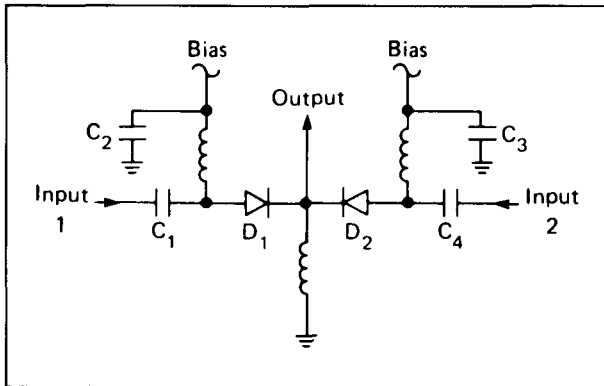 Bias
Bias
Output
C2
C3
Input
1
Input
2
C1
D1
D2
C4